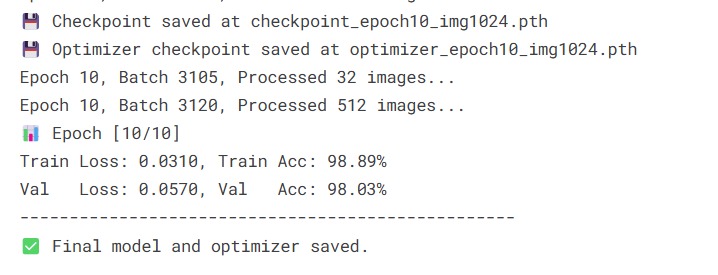 💾 Checkpoint saved at checkpoint_epoch10_img1024.pth
💾 Optimizer checkpoint saved at optimizer_epoch10_img1024.pth
Epoch 10, Batch 3105, Processed 32 images...
Epoch 10, Batch 3120, Processed 512 images...
📊 Epoch [10/10]
Train Loss: 0.0310, Train Acc: 98.89%
Val   Loss: 0.0570, Val   Acc: 98.03%
--------------------------------------------------
✅ Final model and optimizer saved.